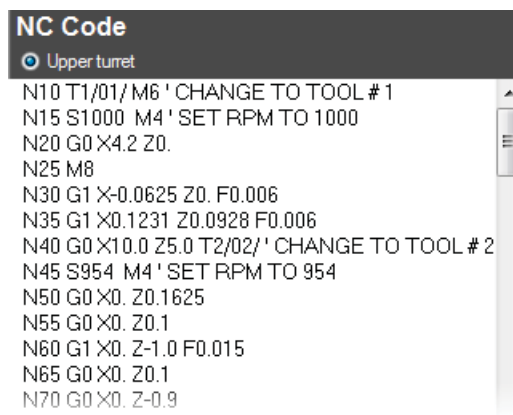 NC Code
Upper turret
N10 T1/01/ M6 ' CHANGE TO TOOL # 1
N15 S1000 M4 ' SET RPM TO 1000
N20 G0 X4.2 Z0.
N25 M8
N30 G1 X-0.0625 Z0. F0.006
N35 G1 X0.1231 Z0.0928 F0.006
N40 G0 X10.0 Z5.0 T2/02/ ' CHANGE TO TOOL # 2
N45 S954 M4 ' SET RPM TO 954
N50 G0 X0. Z0.1625
N55 G0 X0. Z0.1
N60 G1 X0. Z-1.0 F0.015
N65 G0 X0. Z0.1
N70 G0 X0. Z-0.9